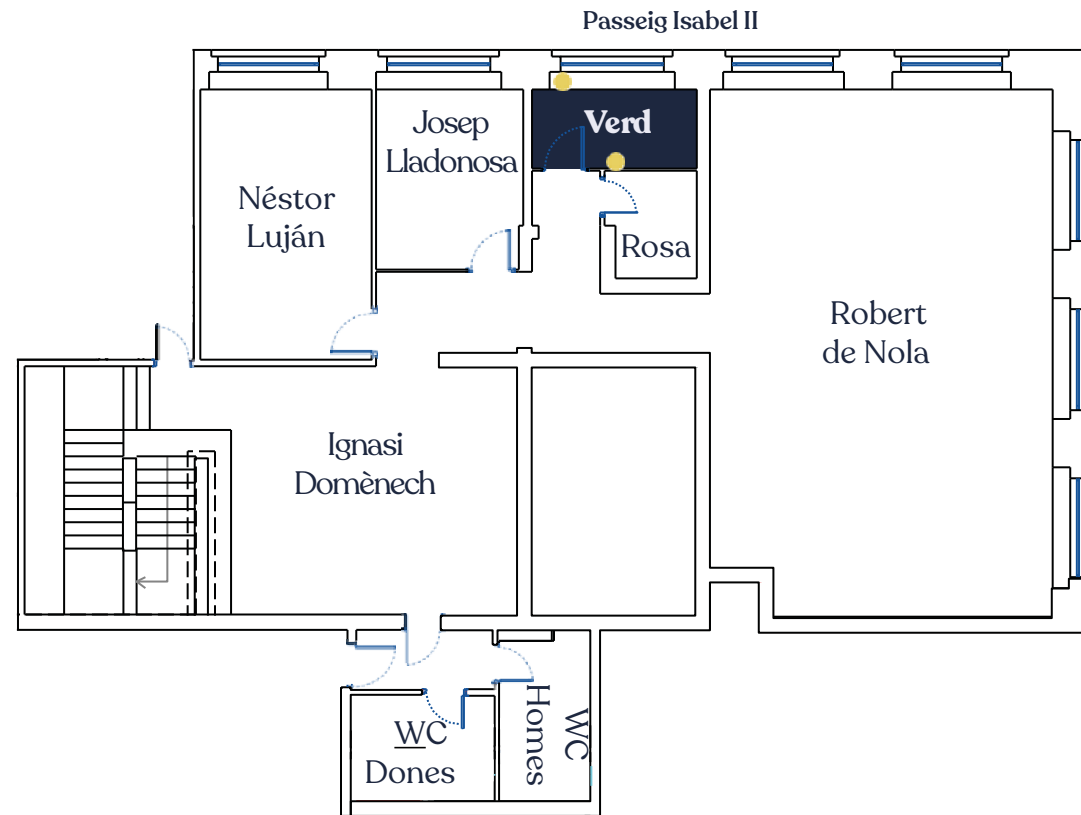 Passeig Isabel II
Verd
Josep
Lladonosa
Néstor
Luján
Rosa
Robert
de Nola
Ignasi
Domènech
WC
Dones
WC
Homes